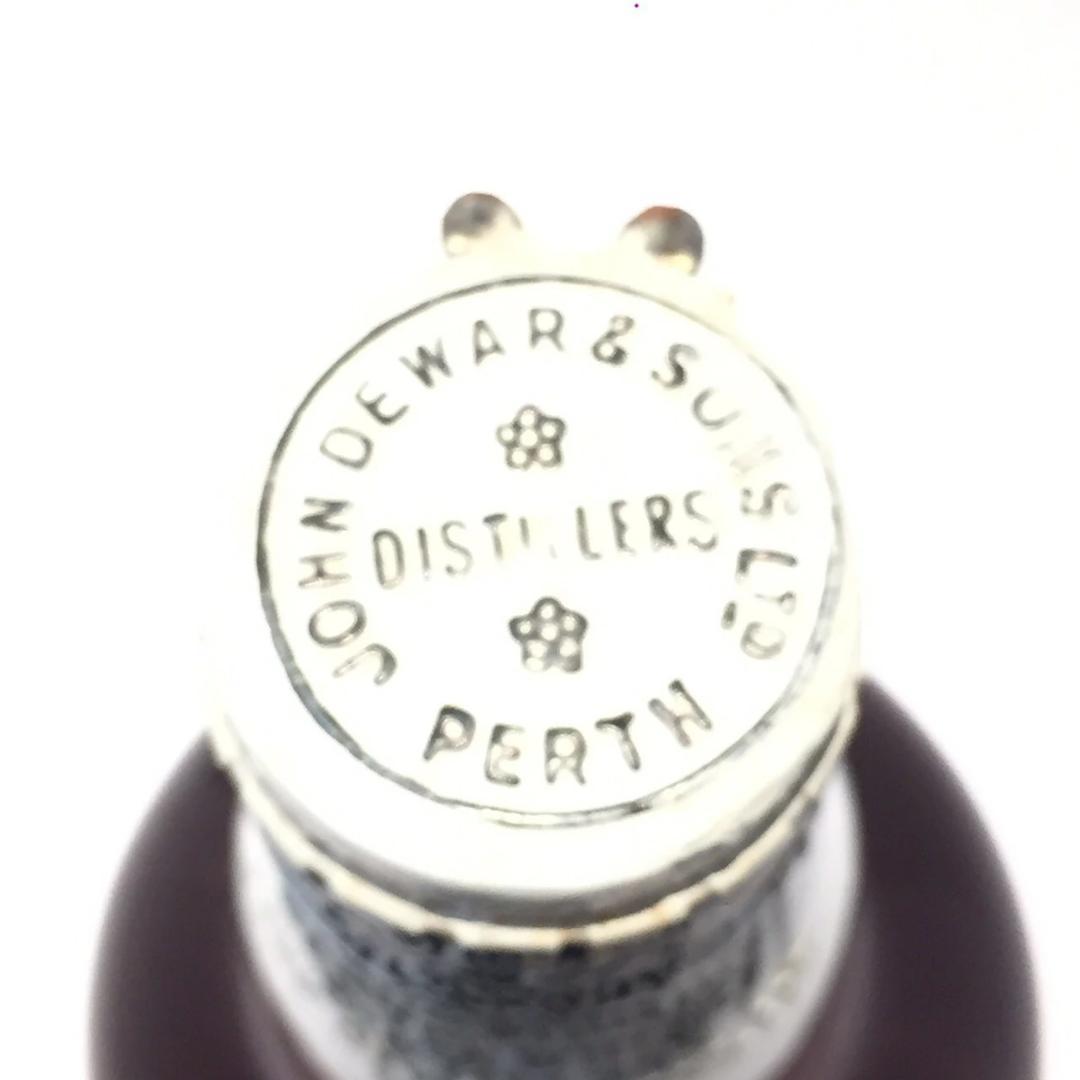 JOHN DEWAR & SONS LTD
DISTILLERS
PERTH